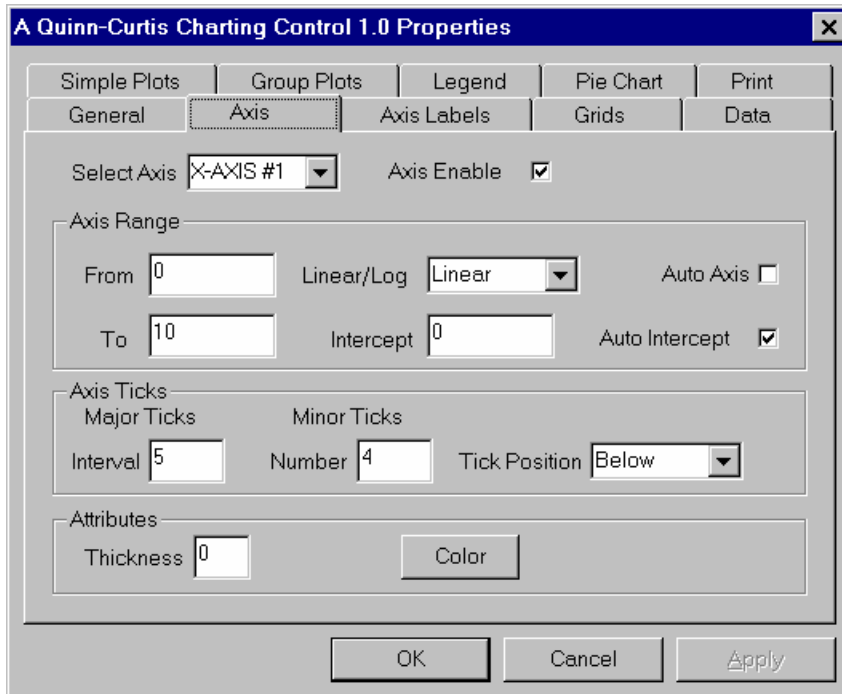 A Quinn-Curtis Charting Control 1.0 Properties
Simple Plots Group Plots Legend Pie Chart Print
General Axis Axis Labels Grids Data
Select Axis X-AXIS #1 Axis Enable
Axis Range
From 0 Linear/Log Linear Auto Axis
To 10 Intercept 0 Auto Intercept
Axis Ticks
Major Ticks Minor Ticks
Interval 5 Number 4 Tick Position Below
Attributes
Thickness 0 Color
OK Cancel Apply